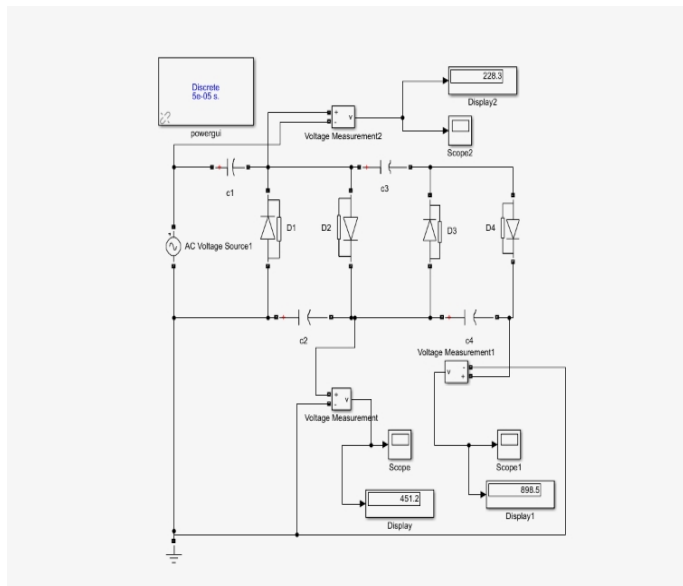 Discrete
5e-05 s.
powergui
228.3
Display2
Voltage Measurement2
Scope2
c1
c3
D1
D2
D3
D4
AC Voltage Source1
c2
c4
Voltage Measurement1
Voltage Measurement
Scope
Scope1
451.2
Display
898.5
Display1